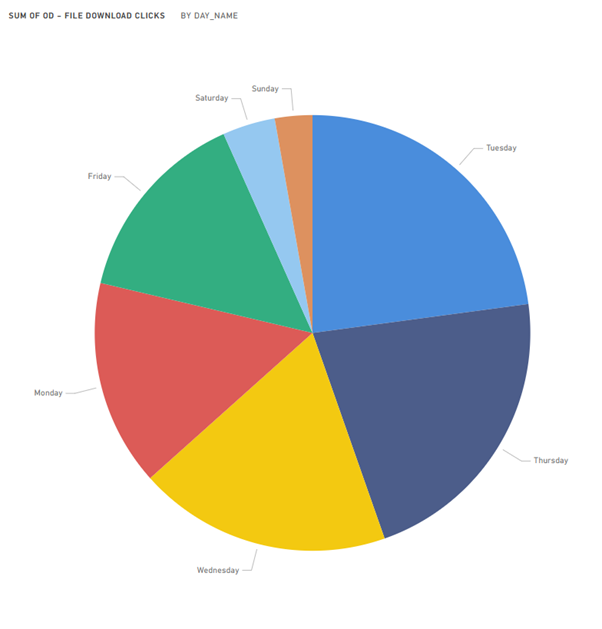 SUM OF OD – FILE DOWNLOAD CLICKS BY DAY_NAME
Sunday
Saturday
Tuesday
Friday
Monday
Thursday
Wednesday